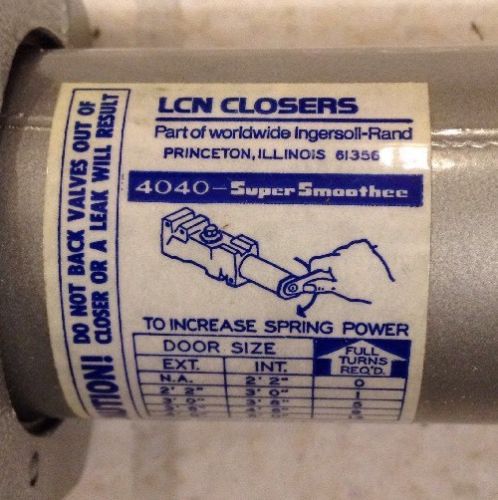 LCN CLOSERS
Part of worldwide Ingersoll-Rand
PRINCETON, ILLINOIS 61356
4040-Super Smoothee
TO INCREASE SPRING POWER
DOOR SIZE
FULL TURNS REQ'D.
EXT. INT.
N.A. 2' 2" 0
2' 2" 3' 0" 1
DO NOT BACK VALVES OUT OF
CLOSER OR A LEAK WILL RESULT